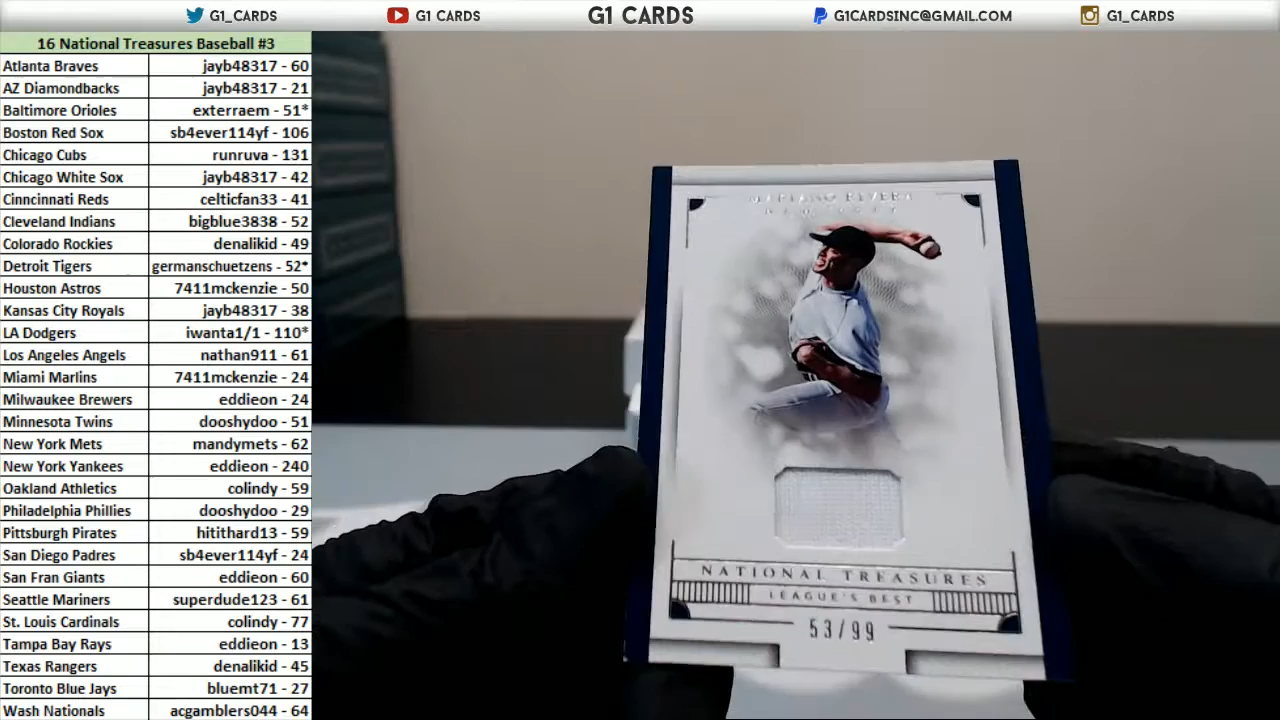 G1_CARDS G1 CARDS G1 CARDS G1CARDSINC@GMAIL.COM G1_CARDS
16 National Treasures Baseball #3
Atlanta Braves jayb48317 - 60
AZ Diamondbacks jayb48317 - 21
Baltimore Orioles exterraem - 51*
Boston Red Sox sb4ever114yf - 106
Chicago Cubs runruva - 131
Chicago White Sox jayb48317 - 42
Cinncincnati Reds celticfan33 - 41
Cleveland Indians bigblue3838 - 52
Colorado Rockies denalikid - 49
Detroit Tigers germanschuetzens - 52*
Houston Astros 7411mckenzie - 50
Kansas City Royals jayb48317 - 38
LA Dodgers iwanta1/1 - 110*
Los Angeles Angels nathan911 - 61
Miami Marlins 7411mckenzie - 24
Milwaukee Brewers eddieon - 24
Minnesota Twins dooshydoo - 51
New York Mets mandymets - 62
New York Yankees eddieon - 240
Oakland Athletics colindy - 59
Philadelphia Phillies dooshydoo - 29
Pittsburgh Pirates hitithard13 - 59
San Diego Padres sb4ever114yf - 24
San Fran Giants eddieon - 60
Seattle Mariners superdude123 - 61
St. Louis Cardinals colindy - 77
Tampa Bay Rays eddieon - 13
Texas Rangers denalikid - 45
Toronto Blue Jays bluemt71 - 27
Wash Nationals acgamblers044 - 64
MARIANO RIVERA
NATIONAL TREASURES
LEAGUE'S BEST
53/99